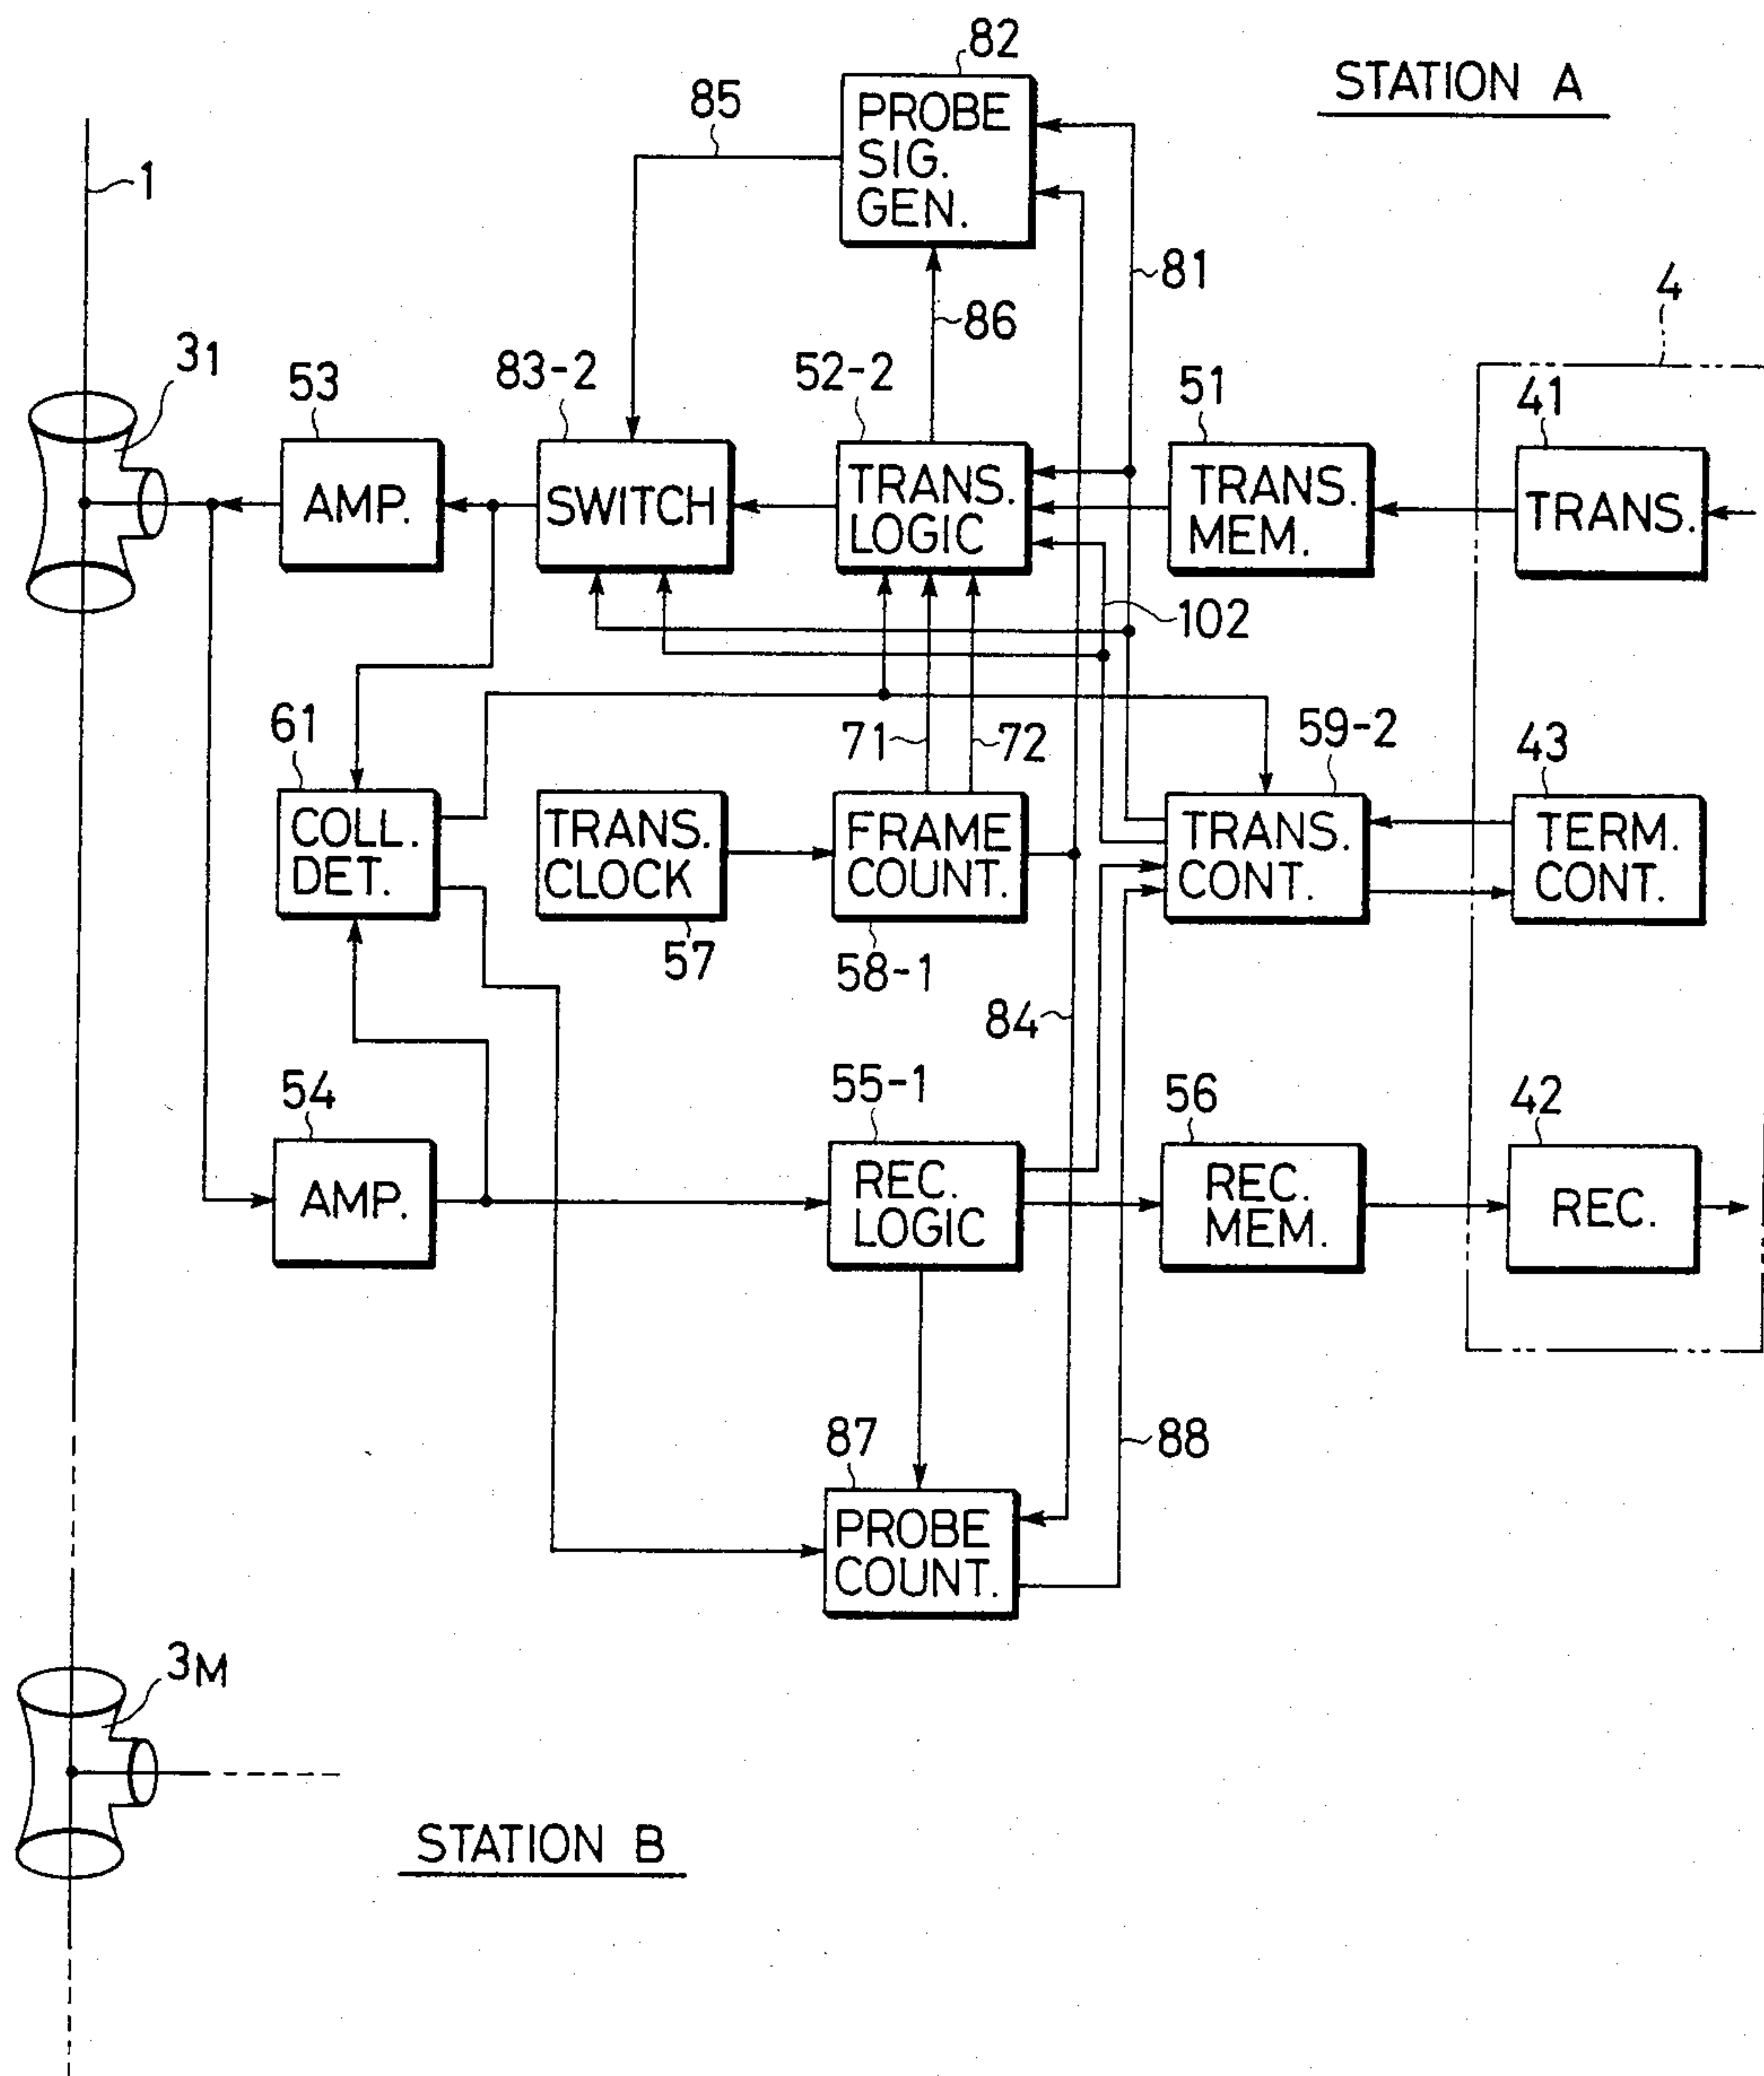 82
STATION A
85
PROBE
SIG.
GEN.
1
81
4
86
31
53
83-2
52-2
51
41
AMP.
SWITCH
TRANS.
LOGIC
TRANS.
MEM.
TRANS.
102
61
71
72
59-2
43
COLL.
DET.
TRANS.
CLOCK
FRAME
COUNT.
TRANS.
CONT.
TERM.
CONT.
57
58-1
84
54
55-1
56
42
AMP.
REC.
LOGIC
REC.
MEM.
REC.
87
88
PROBE
COUNT.
3M
STATION B